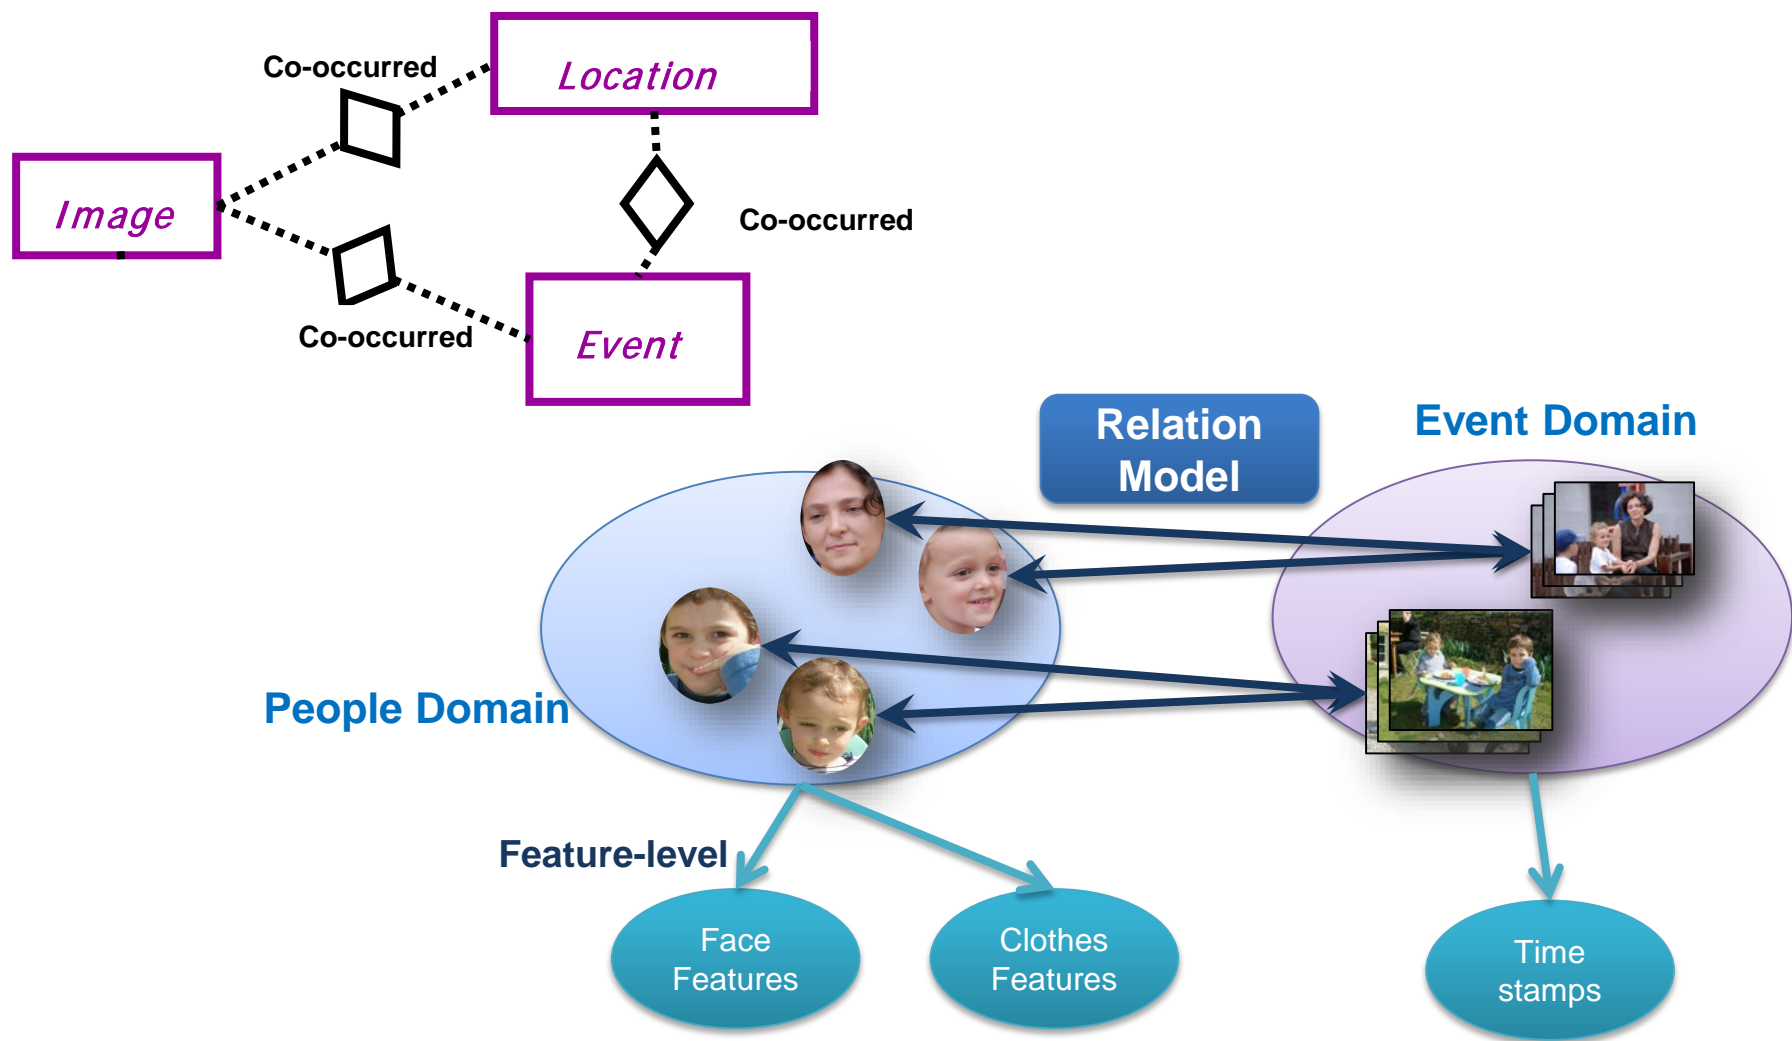 Co-occurred
Location
Image
Co-occurred
Co-occurred
Event
Relation
Model
Event Domain
People Domain
Feature-level
Face
Features
Clothes
Features
Time
stamps